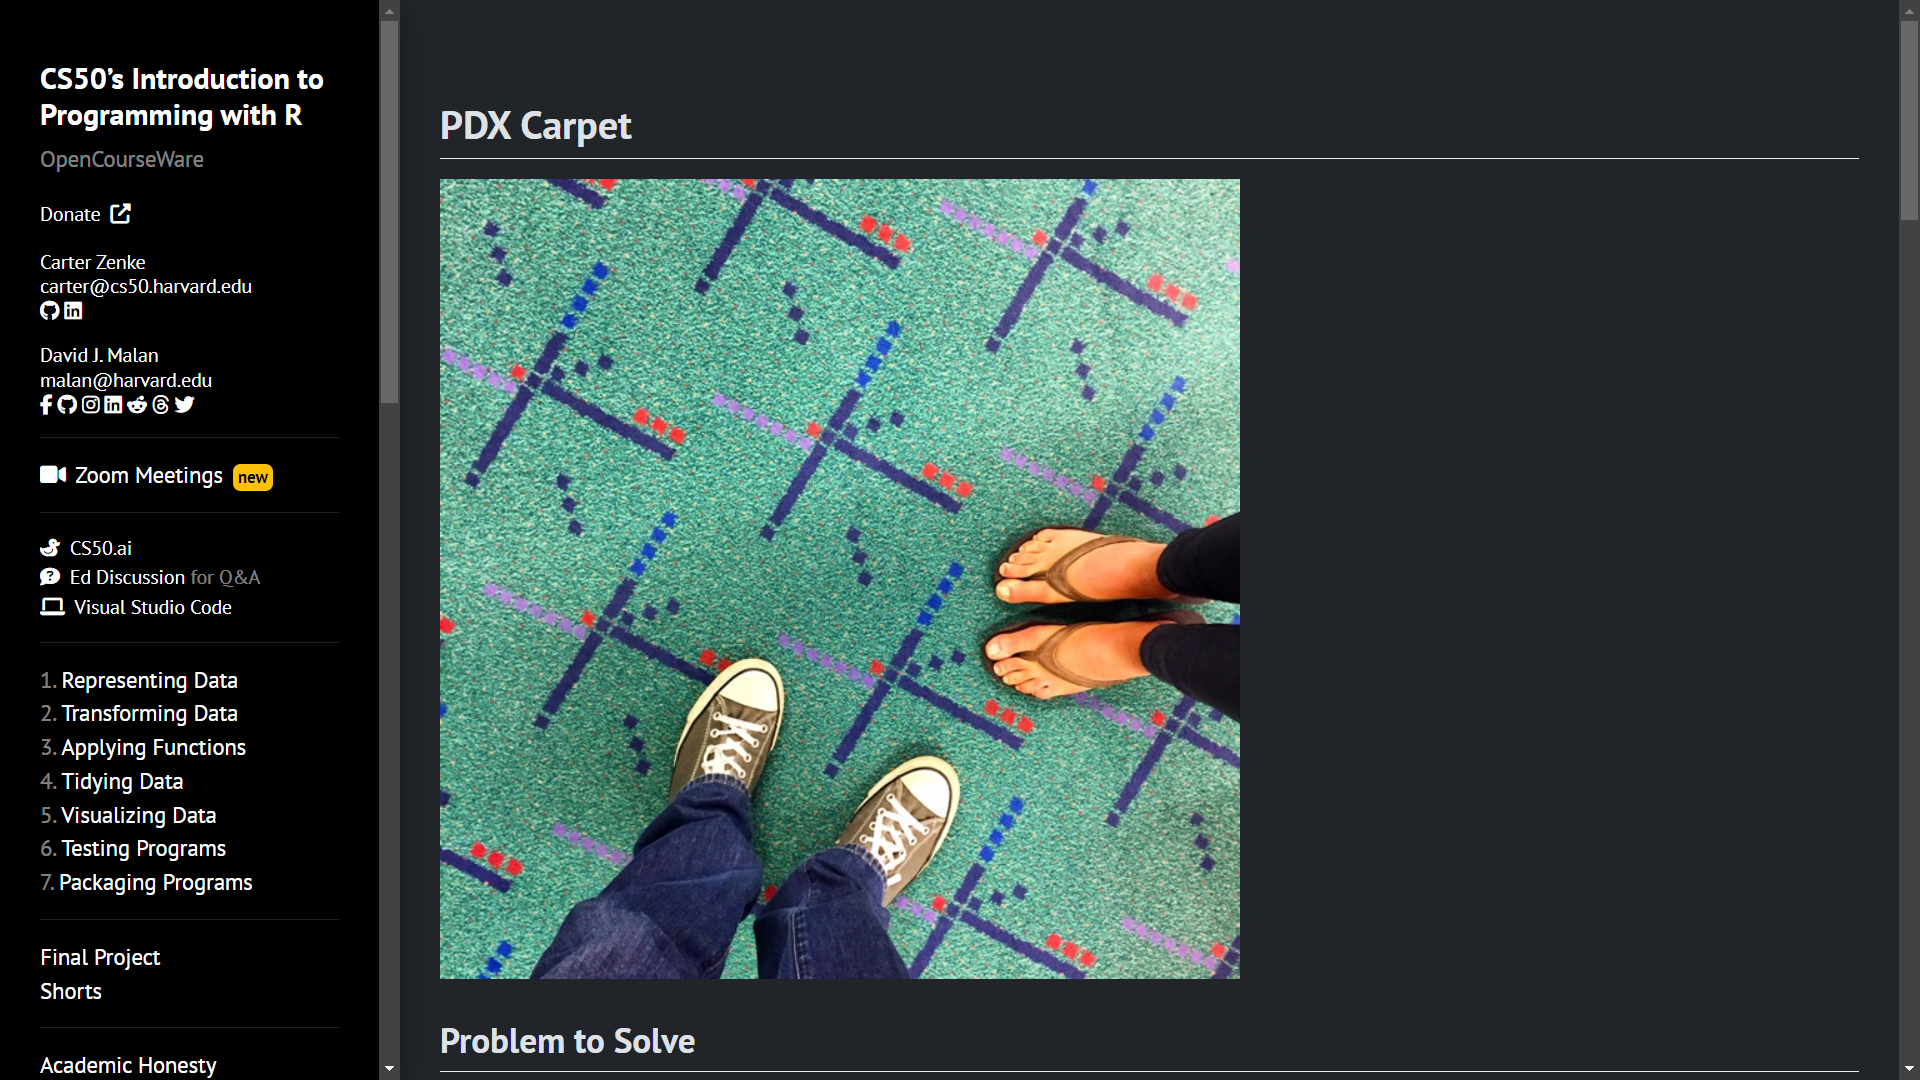 CS50’s Introduction to
Programming with R
OpenCourseWare
Donate
Carter Zenke
carter@cs50.harvard.edu
David J. Malan
malan@harvard.edu
Zoom Meetings new
CS50.ai
Ed Discussion for Q&A
Visual Studio Code
1. Representing Data
2. Transforming Data
3. Applying Functions
4. Tidying Data
5. Visualizing Data
6. Testing Programs
7. Packaging Programs
Final Project
Shorts
Academic Honesty
PDX Carpet
Problem to Solve